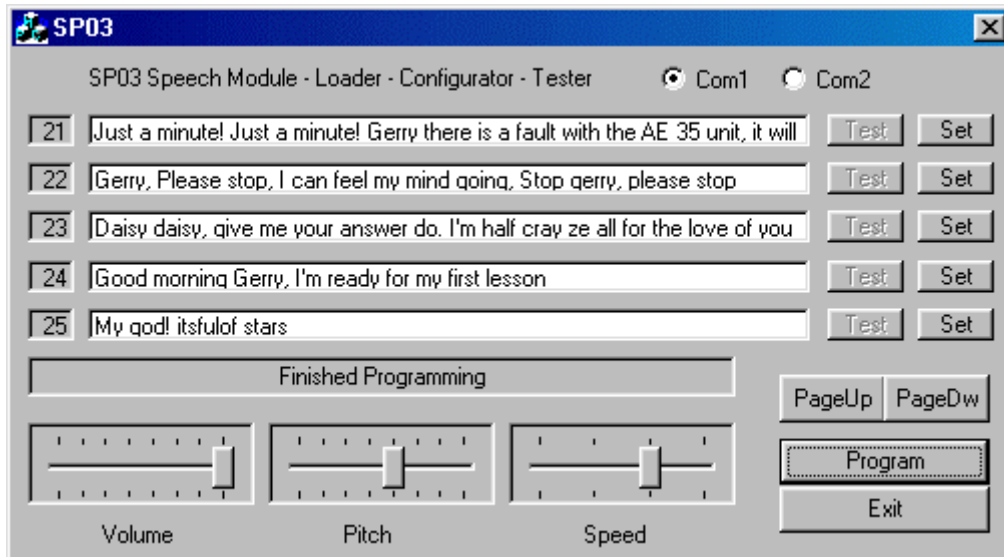 SP03
SP03 Speech Module - Loader - Configurator - Tester Com1 Com2
21 Just a minute! Just a minute! Gerry there is a fault with the AE 35 unit, it will Test Set
22 Gerry, Please stop, I can feel my mind going, Stop gerry, please stop Test Set
23 Daisy daisy, give me your answer do. I'm half cray ze all for the love of you Test Set
24 Good morning Gerry, I'm ready for my first lesson Test Set
25 My god! itsfulof stars Test Set
Finished Programming
PageUp PageDw
Program
Exit
Volume Pitch Speed